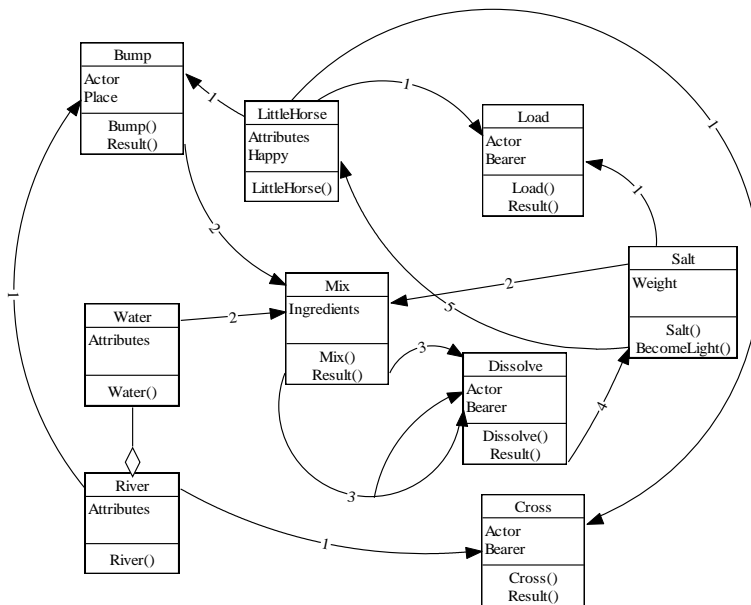 Bump
Actor
Place
Bump()
Result()
1
LittleHorse
Attributes
Happy
LittleHorse()
1
Load
Actor
Bearer
Load()
Result()
1
1
2
Salt
Weight
Salt()
BecomeLight()
Mix
Ingredients
Mix()
Result()
2
5
Water
Attributes
Water()
2
1
3
Dissolve
Actor
Bearer
Dissolve()
Result()
4
3
River
Attributes
River()
1
Cross
Actor
Bearer
Cross()
Result()